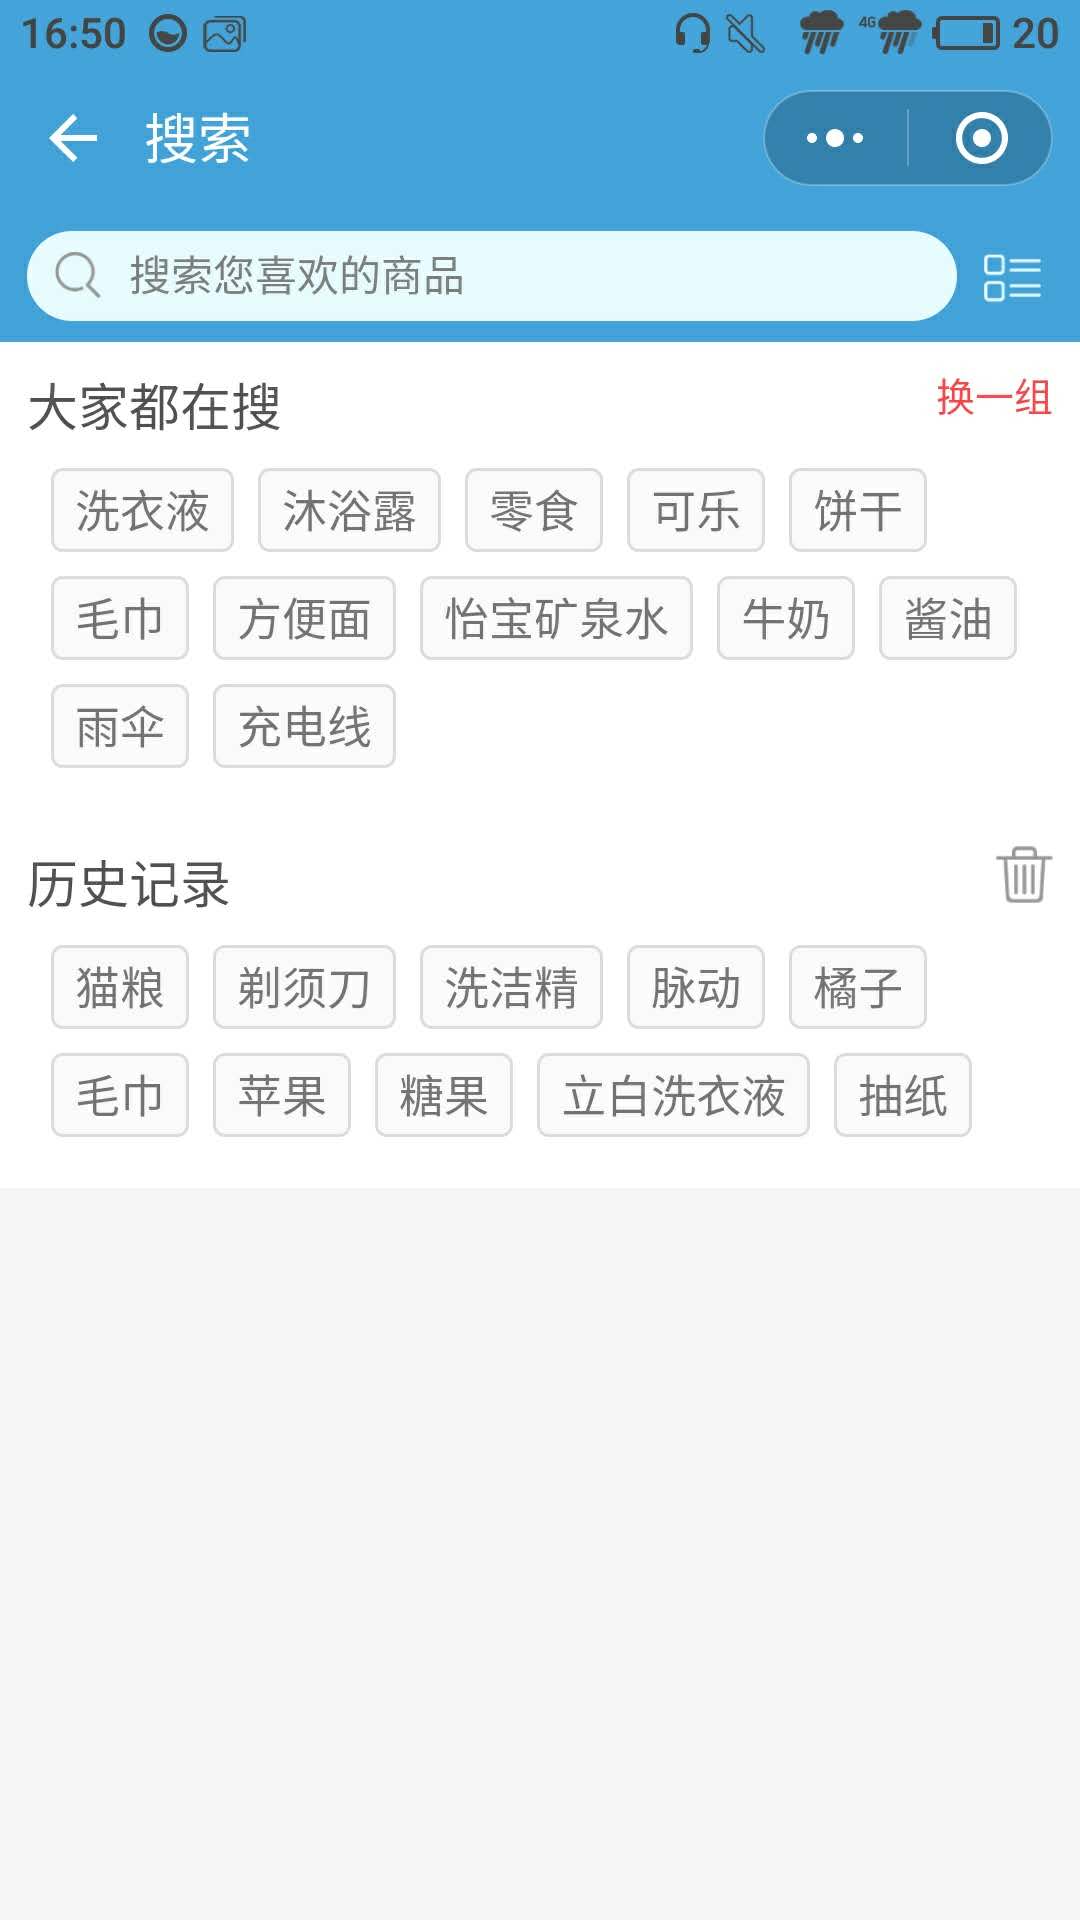 16:50 4G 20
搜索
搜索您喜欢的商品
大家都在搜 换一组
洗衣液 沐浴露 零食 可乐 饼干
毛巾 方便面 怡宝矿泉水 牛奶 酱油
雨伞 充电线
历史记录
猫粮 剃须刀 洗洁精 脉动 橘子
毛巾 苹果 糖果 立白洗衣液 抽纸